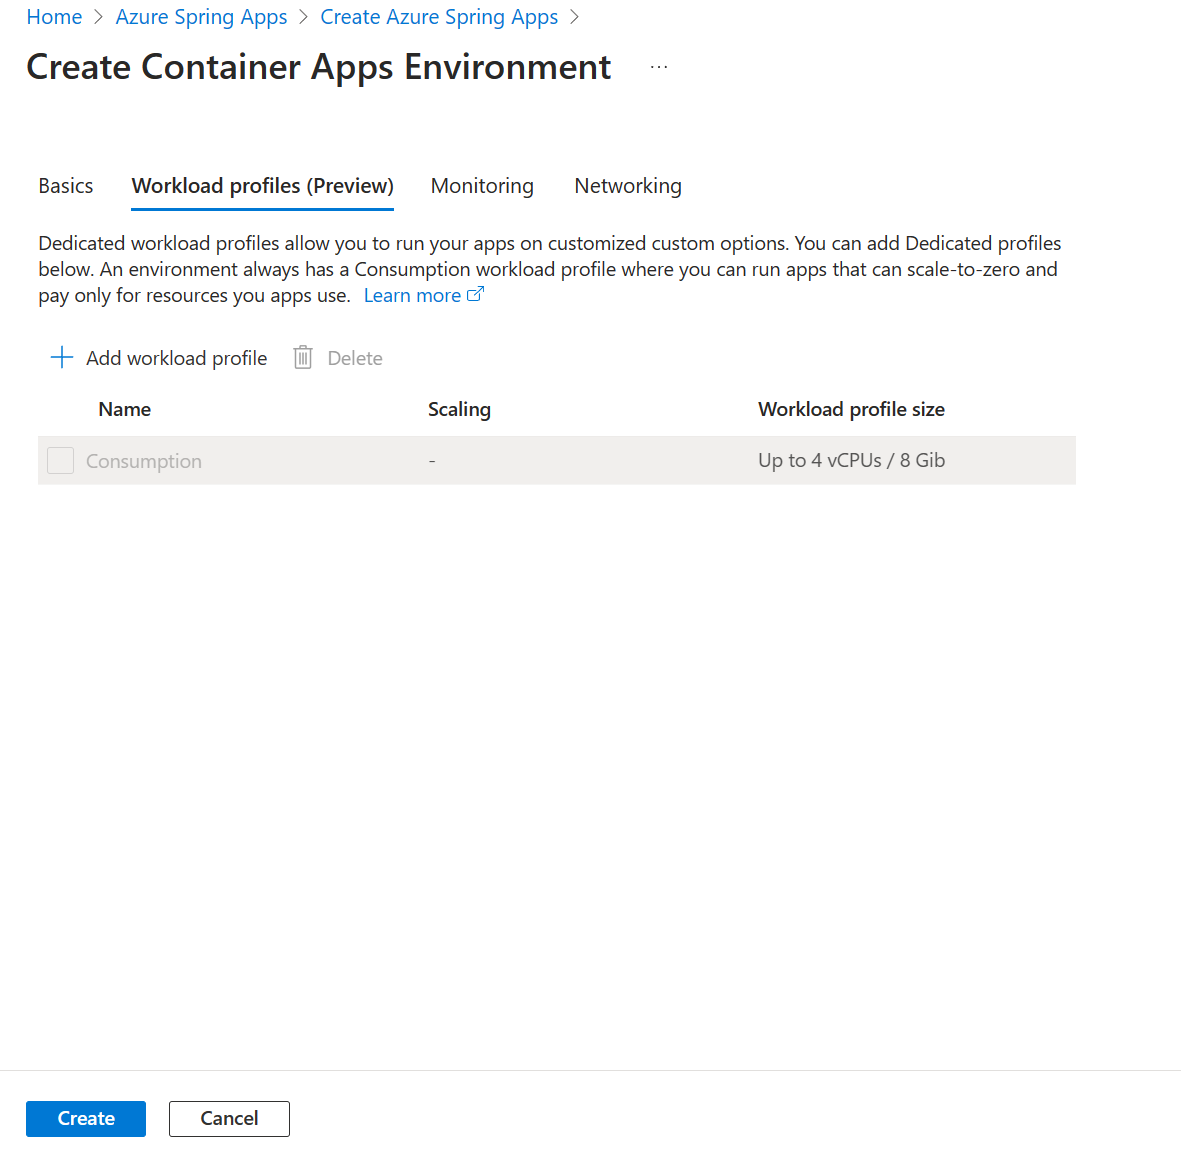 Home > Azure Spring Apps > Create Azure Spring Apps >
Create Container Apps Environment ...
Basics Workload profiles (Preview) Monitoring Networking
Dedicated workload profiles allow you to run your apps on customized custom options. You can add Dedicated profiles
below. An environment always has a Consumption workload profile where you can run apps that can scale-to-zero and
pay only for resources you apps use. Learn more
Add workload profile Delete
Name Scaling Workload profile size
Consumption - Up to 4 vCPUs / 8 Gib
Create Cancel